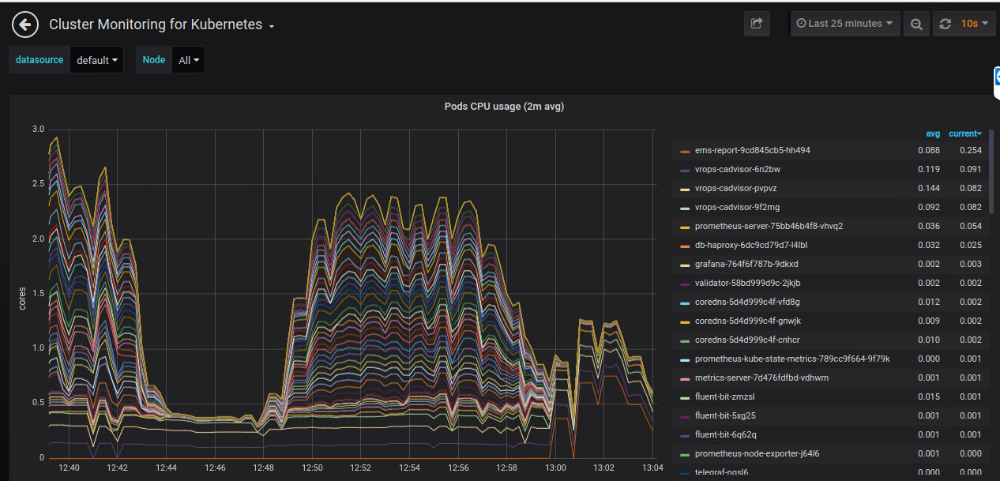 Cluster Monitoring for Kubernetes
Last 25 minutes
10s
datasource default Node All
Pods CPU usage (2m avg)
cores
3.0
2.5
2.0
1.5
1.0
0.5
0
12:40 12:42 12:44 12:46 12:48 12:50 12:52 12:54 12:56 12:58 13:00 13:02 13:04
avg current
ems-report-9cd845cb5-hh494 0.088 0.254
vrops-cadvisor-6n2bw 0.119 0.091
vrops-cadvisor-pvpvz 0.144 0.082
vrops-cadvisor-9f2mg 0.092 0.082
prometheus-server-75bb46b4f8-vhvq2 0.036 0.054
db-haproxy-6dc9cd79d7-l4lbl 0.032 0.025
grafana-764f6f787b-9dkxd 0.002 0.003
validator-58bd999d9c-2jkjb 0.002 0.002
coredns-5d4d999c4f-vfd8g 0.012 0.002
coredns-5d4d999c4f-gnwjk 0.009 0.002
coredns-5d4d999c4f-cnhcr 0.010 0.002
prometheus-kube-state-metrics-789cc9f664-9f79k 0.000 0.001
metrics-server-7d476fdfbd-vdhwm 0.001 0.001
fluent-bit-zmzsl 0.015 0.001
fluent-bit-5xg25 0.001 0.001
fluent-bit-6q62q 0.001 0.001
prometheus-node-exporter-j64l6 0.001 0.000
telegraf-nqsl6 0.000 0.000